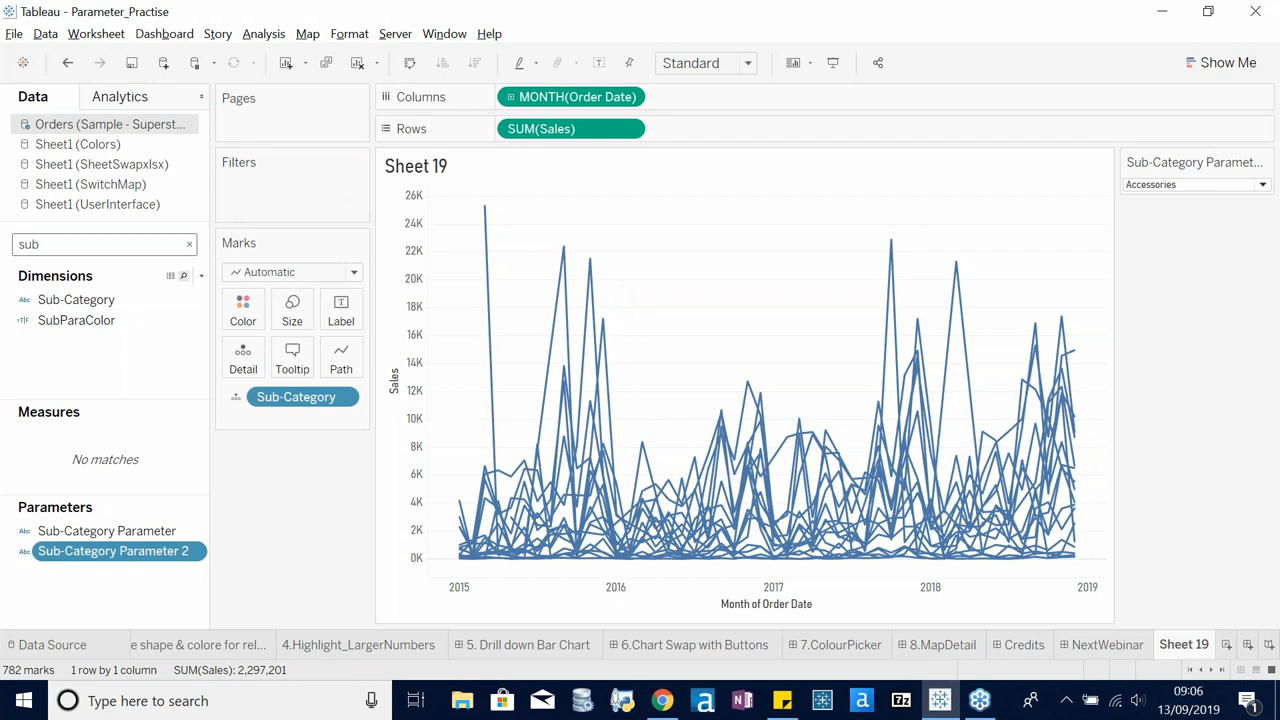 Tableau - Parameter_Practise
File Data Worksheet Dashboard Story Analysis Map Format Server Window Help
Standard
Show Me
Data Analytics
Orders (Sample - Superst...
Sheet1 (Colors)
Sheet1 (SheetSwapxlsx)
Sheet1 (SwitchMap)
Sheet1 (UserInterface)
sub
Dimensions
Abc Sub-Category
T|F SubParaColor
Measures
No matches
Parameters
Abc Sub-Category Parameter
Abc Sub-Category Parameter 2
Pages
Filters
Marks
Automatic
Color Size Label
Detail Tooltip Path
Sub-Category
Columns MONTH(Order Date)
Rows SUM(Sales)
Sheet 19
26K
24K
22K
20K
18K
16K
14K
12K
10K
8K
6K
4K
2K
0K
Sales
2015 2016 2017 2018 2019
Month of Order Date
Sub-Category Paramet...
Accessories
Data Source e shape & colore for rel... 4.Highlight_LargerNumbers 5. Drill down Bar Chart 6.Chart Swap with Buttons 7.ColourPicker 8.MapDetail Credits NextWebinar Sheet 19
782 marks 1 row by 1 column SUM(Sales): 2,297,201
Type here to search
09:06
13/09/2019